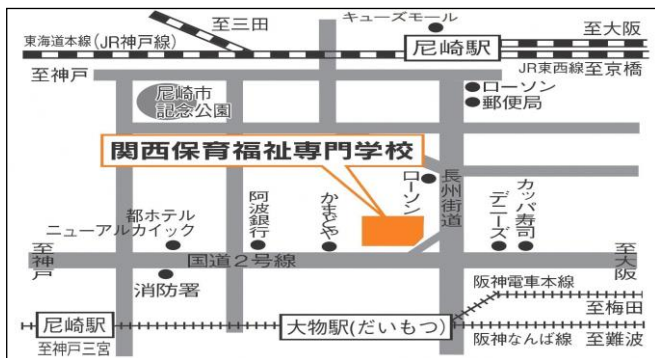 至三田
キューズモール
至大阪
東海道本線(JR神戸線)
尼崎駅
至神戸
JR東西線
至京橋
尼崎市
記念公園
ローソン
郵便局
関西保育福祉専門学校
ローソン
長州街道
都ホテル
ニューアルカイック
阿波銀行
かまどや
デニーズ
カッパ寿司
至神戸
国道2号線
至大阪
消防署
阪神電車本線
至梅田
尼崎駅
大物駅(だいもつ)
阪神なんば線
至難波
至神戸三宮